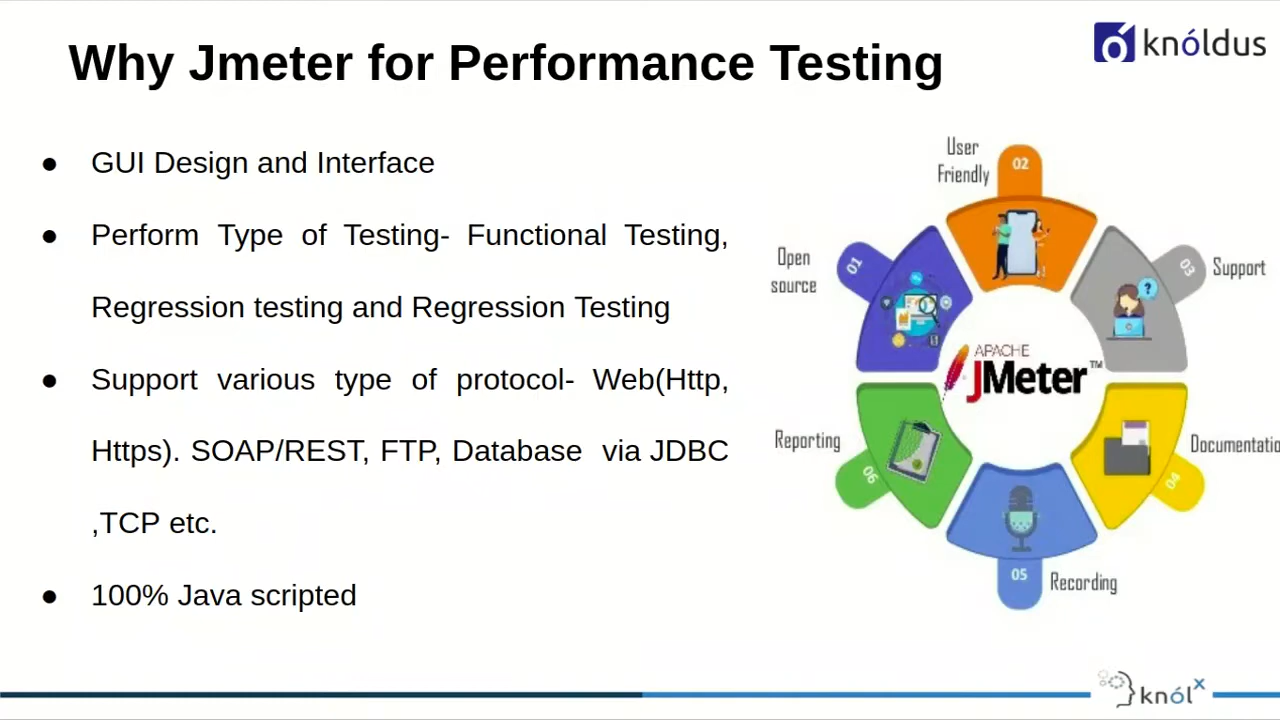 Why Jmeter for Performance Testing
knóldus
● GUI Design and Interface
● Perform Type of Testing- Functional Testing,
Regression testing and Regression Testing
● Support various type of protocol- Web(Http,
Https). SOAP/REST, FTP, Database via JDBC
,TCP etc.
● 100% Java scripted
Open
source
01
User
Friendly
02
Support
03
Documentatio
04
Recording
05
Reporting
06
APACHE
JMeter™
knólx